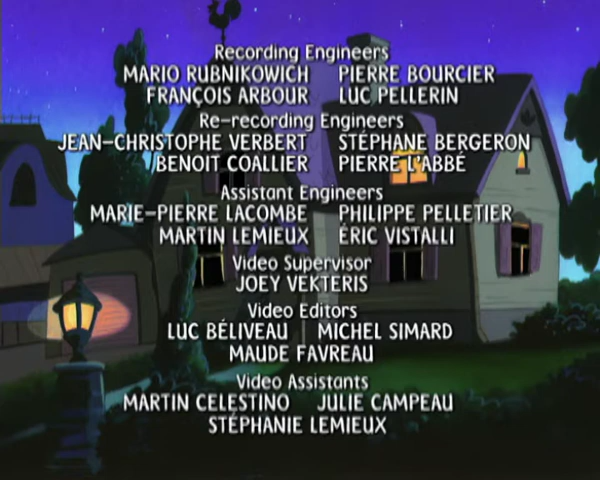 Recording Engineers
MARIO RUBNIKOWICH PIERRE BOURCIER
FRANÇOIS ARBOUR LUC PELLERIN
Re-recording Engineers
JEAN-CHRISTOPHE VERBERT STÉPHANE BERGERON
BENOIT COALLIER PIERRE L'ABBÉ
Assistant Engineers
MARIE-PIERRE LACOMBE PHILIPPE PELLETIER
MARTIN LEMIEUX ÉRIC VISTALLI
Video Supervisor
JOEY VEKTERIS
Video Editors
LUC BÉLIVEAU MICHEL SIMARD
MAUDE FAVREAU
Video Assistants
MARTIN CELESTINO JULIE CAMPEAU
STÉPHANIE LEMIEUX